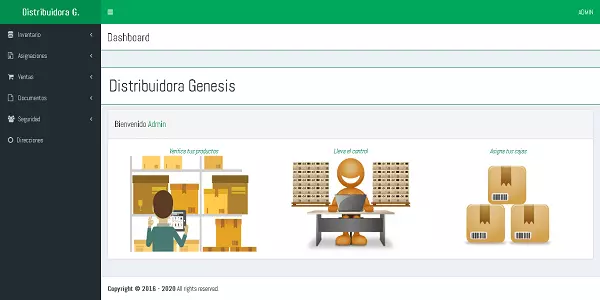 Distribuidora G.
ADMIN
Inventario
Asignaciones
Ventas
Documentos
Seguridad
Direcciones
Dashboard
Distribuidora Genesis
Bienvenido Admin
Verifica tus productos
Lleva el control
Asigna tus cajas
Copyright © 2016 - 2020 All rights reserved.